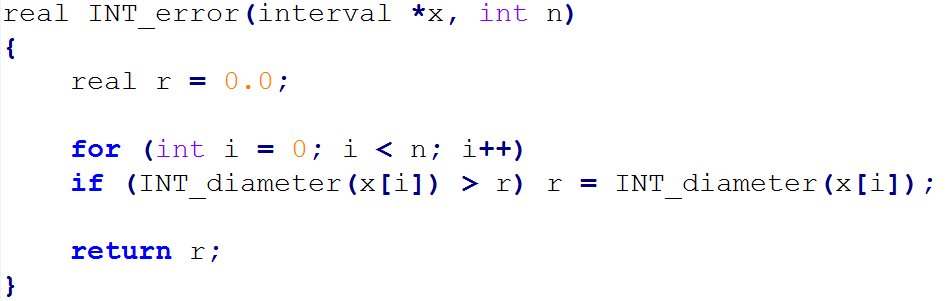 real INT_error(interval *x, int n)
{
    real r = 0.0;

    for (int i = 0; i < n; i++)
    if (INT_diameter(x[i]) > r) r = INT_diameter(x[i]);

    return r;
}